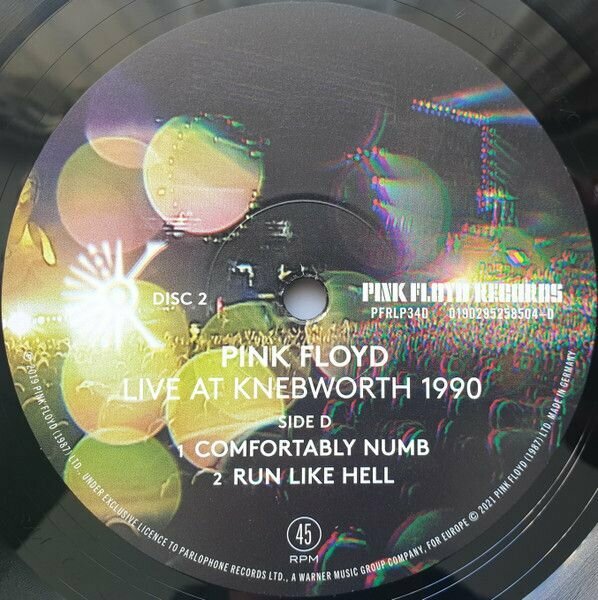 DISC 2
PINK FLOYD RECORDS
PFRLP34D 0190295258504-D
PINK FLOYD
LIVE AT KNEBWORTH 1990
SIDE D
1 COMFORTABLY NUMB
2 RUN LIKE HELL
45
RPM
℗ 2019 PINK FLOYD (1987) LTD., UNDER EXCLUSIVE LICENCE TO PARLOPHONE RECORDS LTD., A WARNER MUSIC GROUP COMPANY, FOR EUROPE © 2021 PINK FLOYD (1987) LTD. MADE IN GERMANY